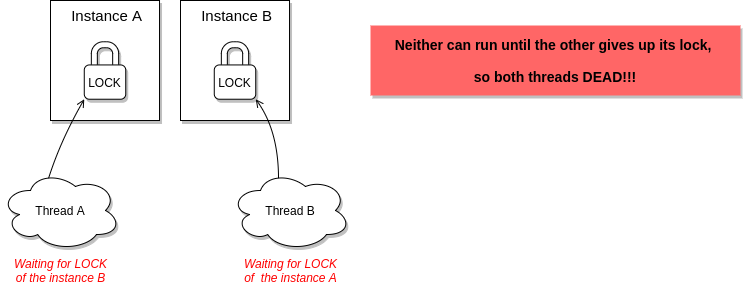 Instance A
Instance B
LOCK
LOCK
Neither can run until the other gives up its lock,
so both threads DEAD!!!
Thread A
Thread B
Waiting for LOCK
of the instance B
Waiting for LOCK
of the instance A